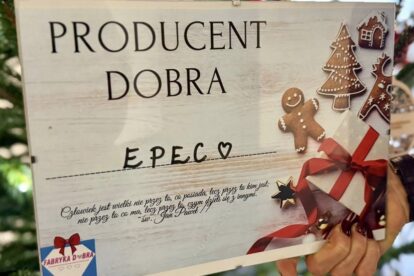 PRODUCENT
DOBRA
EPEC♡
Człowiek jest wielki nie przez to, co posiada, lecz przez to kim jest;
nie przez to co ma, lecz przez to, czym dzieli się z innymi.
~św. Jan Paweł
FABRYKA DOBRA